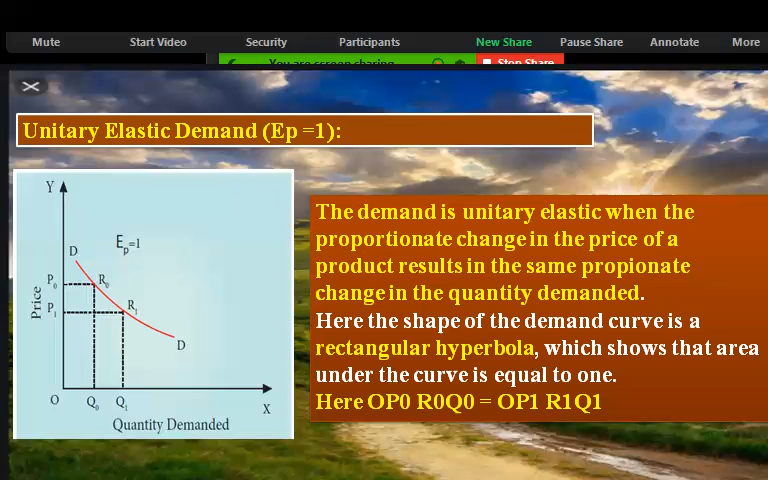 Mute Start Video Security Participants New Share Pause Share Annotate More
You are screen sharing Stop Share
Unitary Elastic Demand (Ep =1):
Y
Ep=1
D
P0 R0
Price
P1 R1
D
O Q0 Q1 X
Quantity Demanded
The demand is unitary elastic when the
proportionate change in the price of a
product results in the same propionate
change in the quantity demanded.
Here the shape of the demand curve is a
rectangular hyperbola, which shows that area
under the curve is equal to one.
Here OP0 R0Q0 = OP1 R1Q1